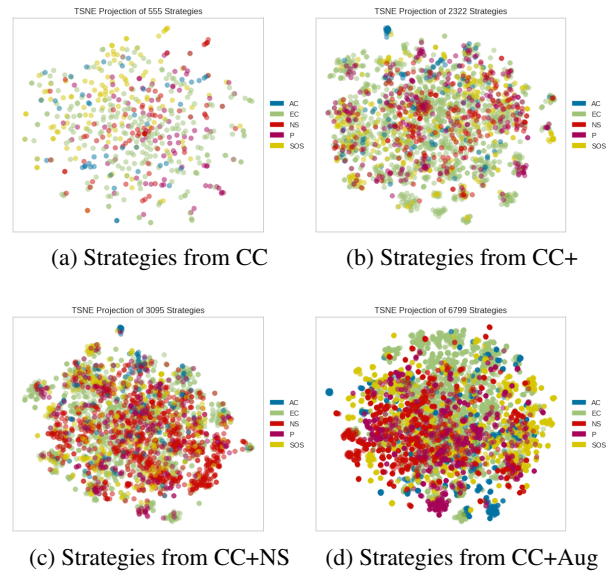 TSNE Projection of 555 Strategies
AC
EC
NS
P
SOS
(a) Strategies from CC
TSNE Projection of 2322 Strategies
AC
EC
NS
P
SOS
(b) Strategies from CC+
TSNE Projection of 3095 Strategies
AC
EC
NS
P
SOS
(c) Strategies from CC+NS
TSNE Projection of 6799 Strategies
AC
EC
NS
P
SOS
(d) Strategies from CC+Aug